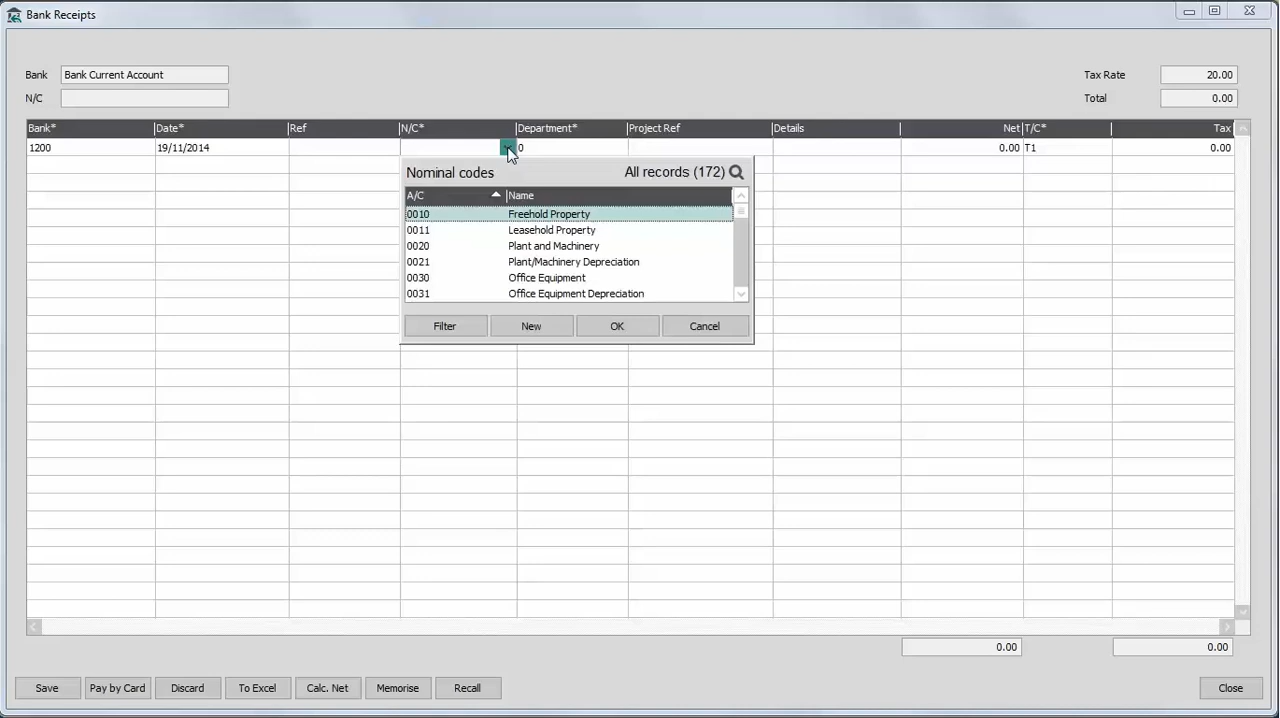 Bank Receipts
Bank Bank Current Account Tax Rate 20.00
N/C Total 0.00
Bank* Date* Ref N/C* Department* Project Ref Details Net T/C* Tax
1200 19/11/2014 0 0.00 T1 0.00
Nominal codes All records (172)
A/C Name
0010 Freehold Property
0011 Leasehold Property
0020 Plant and Machinery
0021 Plant/Machinery Depreciation
0030 Office Equipment
0031 Office Equipment Depreciation
Filter New OK Cancel
0.00 0.00
Save Pay by Card Discard To Excel Calc. Net Memorise Recall Close